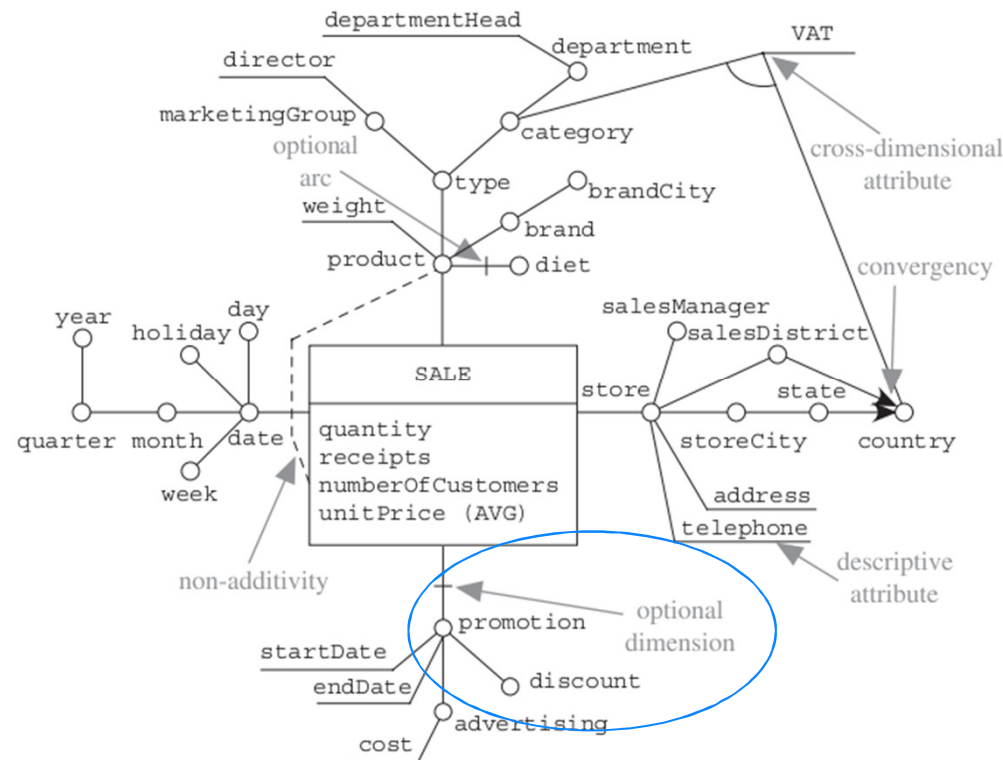 departmentHead
VAT
department
director
marketingGroup
category
optional
arc
cross-dimensional
attribute
type
brandCity
weight
brand
product
diet
convergency
salesManager
year
day
holiday
salesDistrict
SALE
store
state
quarter
month
date
storeCity
country
quantity
receipts
numberOfCustomers
unitPrice (AVG)
week
address
telephone
non-additivity
descriptive
attribute
optional
dimension
promotion
startDate
endDate
discount
advertising
cost